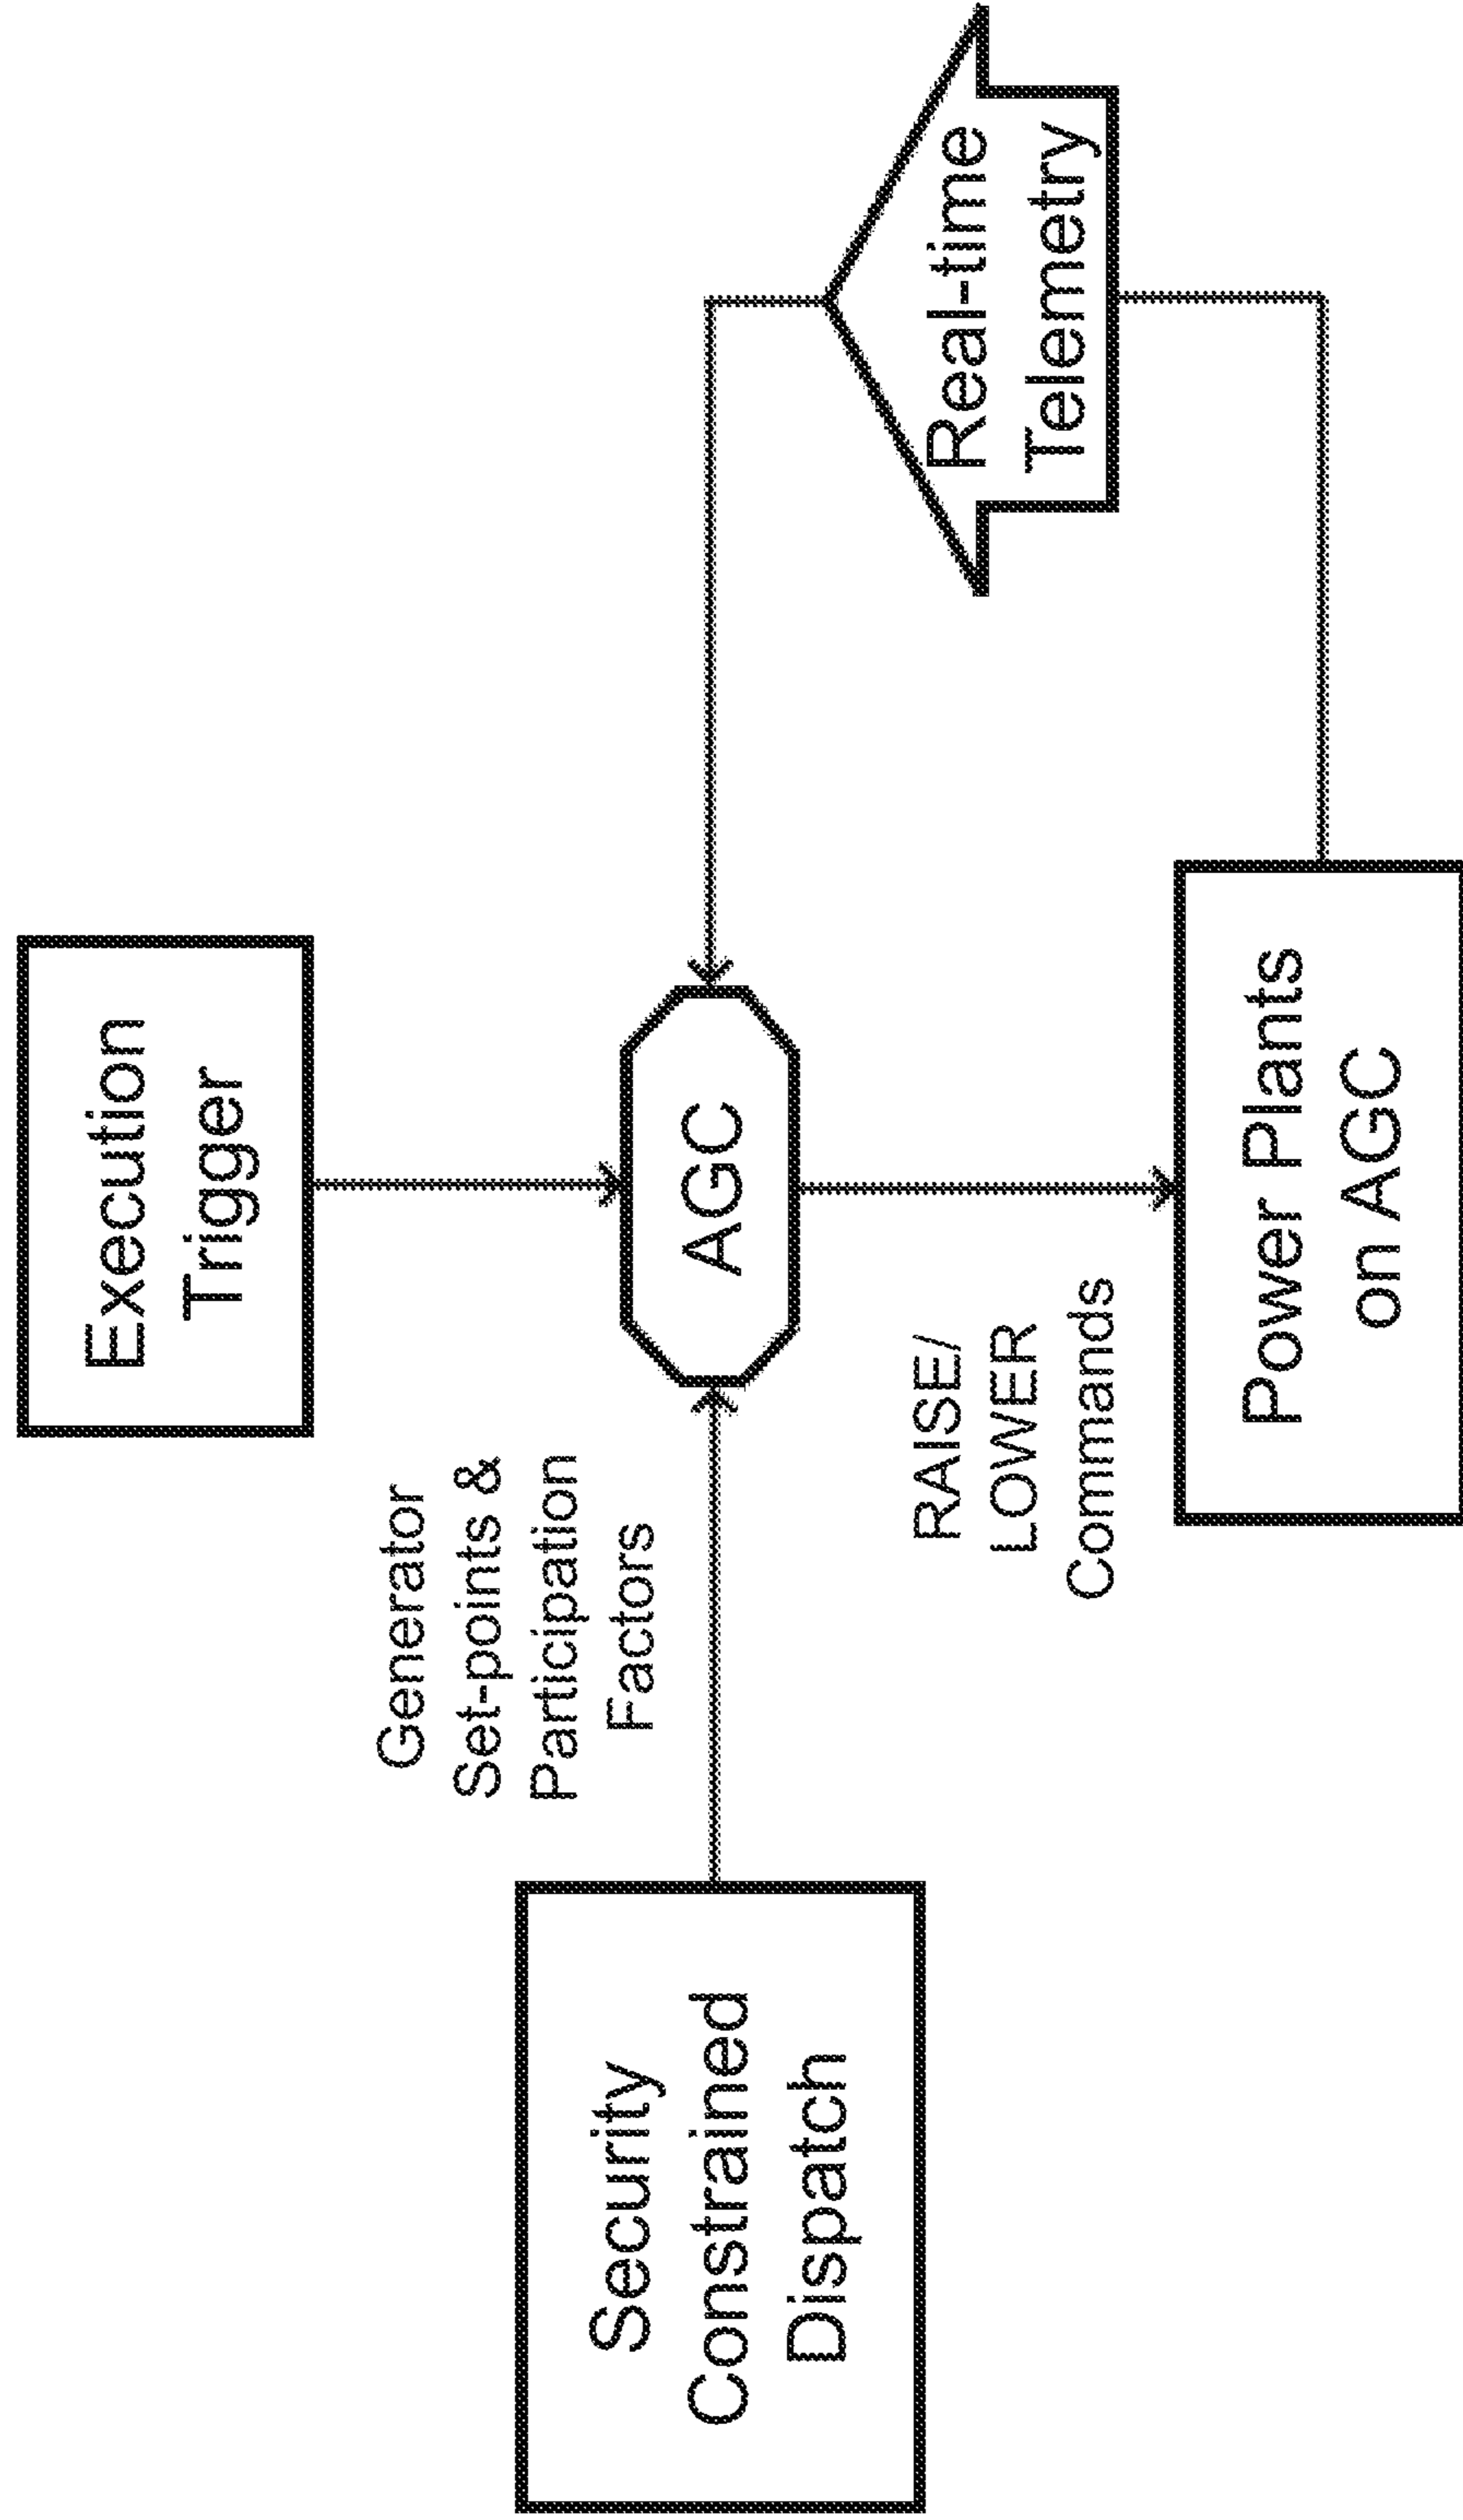 Execution
Trigger
Generator
Set-points &
Participation
Factors
Security
Constrained
Dispatch
AGC
Real-time
Telemetry
RAISE/
LOWER
Commands
Power Plants
on AGC